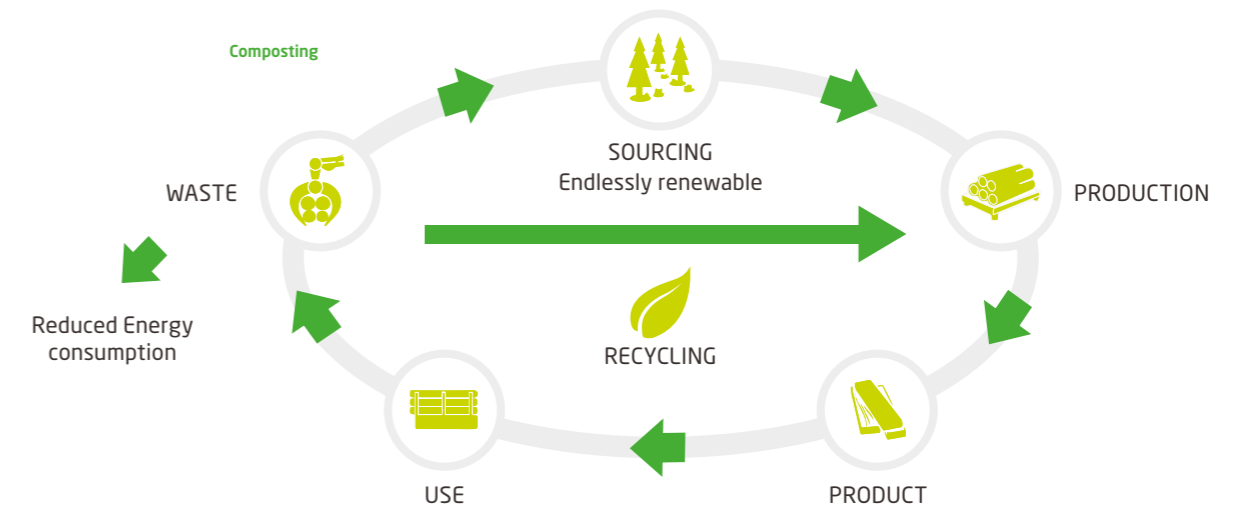 Composting
SOURCING
Endlessly renewable
WASTE
PRODUCTION
Reduced Energy
consumption
RECYCLING
USE
PRODUCT